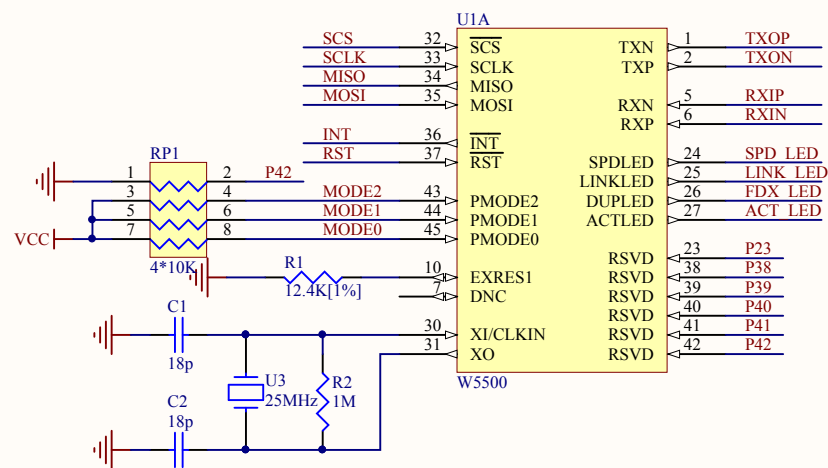 U1A
SCS 32 SCS TXN 1 TXOP
SCLK 33 SCLK TXP 2 TXON
MISO 34 MISO
MOSI 35 MOSI RXN 5 RXIP
RXP 6 RXIN
INT 36 INT
RST 37 RST SPDLED 24 SPD_LED
LINKLED 25 LINK_LED
MODE2 43 PMODE2 DUPLED 26 FDX_LED
MODE1 44 PMODE1 ACTLED 27 ACT_LED
MODE0 45 PMODE0
RP1
1 2 P42
3 4
5 6
VCC 7 8
4*10K
RSVD 23 P23
R1 10 EXRES1 RSVD 38 P38
12.4K[1%] 7 DNC RSVD 39 P39
RSVD 40 P40
C1 30 XI/CLKIN RSVD 41 P41
18p 31 XO RSVD 42 P42
W5500
U3 R2
25MHz 1M
C2
18p